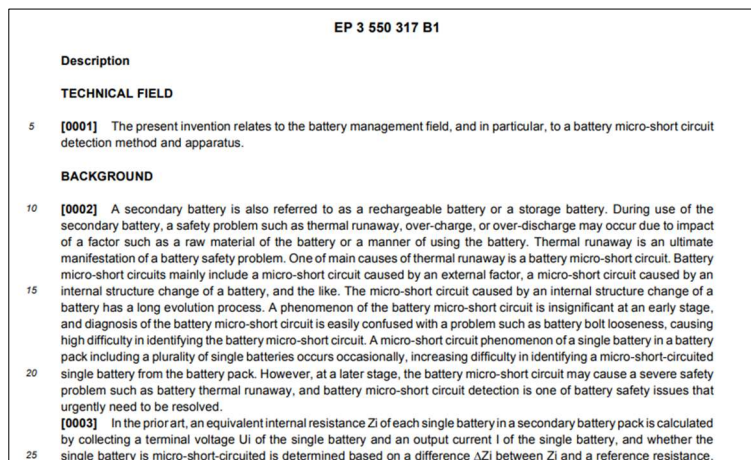 EP 3 550 317 B1
Description
TECHNICAL FIELD
5 [0001] The present invention relates to the battery management field, and in particular, to a battery micro-short circuit
detection method and apparatus.
BACKGROUND
10 [0002] A secondary battery is also referred to as a rechargeable battery or a storage battery. During use of the
secondary battery, a safety problem such as thermal runaway, over-charge, or over-discharge may occur due to impact
of a factor such as a raw material of the battery or a manner of using the battery. Thermal runaway is an ultimate
manifestation of a battery safety problem. One of main causes of thermal runaway is a battery micro-short circuit. Battery
micro-short circuits mainly include a micro-short circuit caused by an external factor, a micro-short circuit caused by an
15 internal structure change of a battery, and the like. The micro-short circuit caused by an internal structure change of a
battery has a long evolution process. A phenomenon of the battery micro-short circuit is insignificant at an early stage,
and diagnosis of the battery micro-short circuit is easily confused with a problem such as battery bolt looseness, causing
high difficulty in identifying the battery micro-short circuit. A micro-short circuit phenomenon of a single battery in a battery
pack including a plurality of single batteries occurs occasionally, increasing difficulty in identifying a micro-short-circuited
20 single battery from the battery pack. However, at a later stage, the battery micro-short circuit may cause a severe safety
problem such as battery thermal runaway, and battery micro-short circuit detection is one of battery safety issues that
urgently need to be resolved.
[0003] In the prior art, an equivalent internal resistance Zi of each single battery in a secondary battery pack is calculated
by collecting a terminal voltage Ui of the single battery and an output current I of the single battery, and whether the
25 single battery is micro-short-circuited is determined based on a difference ΔZi between Zi and a reference resistance.